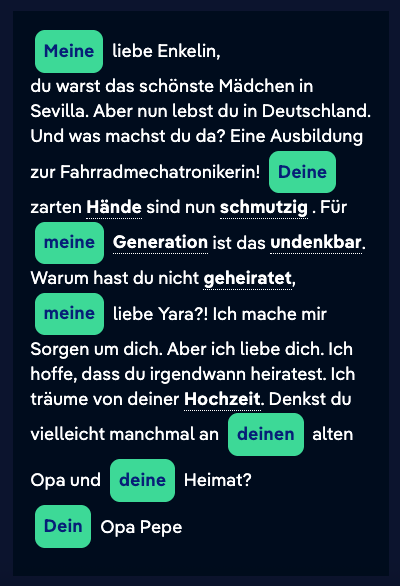 Meine liebe Enkelin,
du warst das schönste Mädchen in
Sevilla. Aber nun lebst du in Deutschland.
Und was machst du da? Eine Ausbildung
zur Fahrradmechatronikerin! Deine
zarten Hände sind nun schmutzig . Für
meine Generation ist das undenkbar.
Warum hast du nicht geheiratet,
meine liebe Yara?! Ich mache mir
Sorgen um dich. Aber ich liebe dich. Ich
hoffe, dass du irgendwann heiratest. Ich
träume von deiner Hochzeit. Denkst du
vielleicht manchmal an deinen alten
Opa und deine Heimat?
Dein Opa Pepe